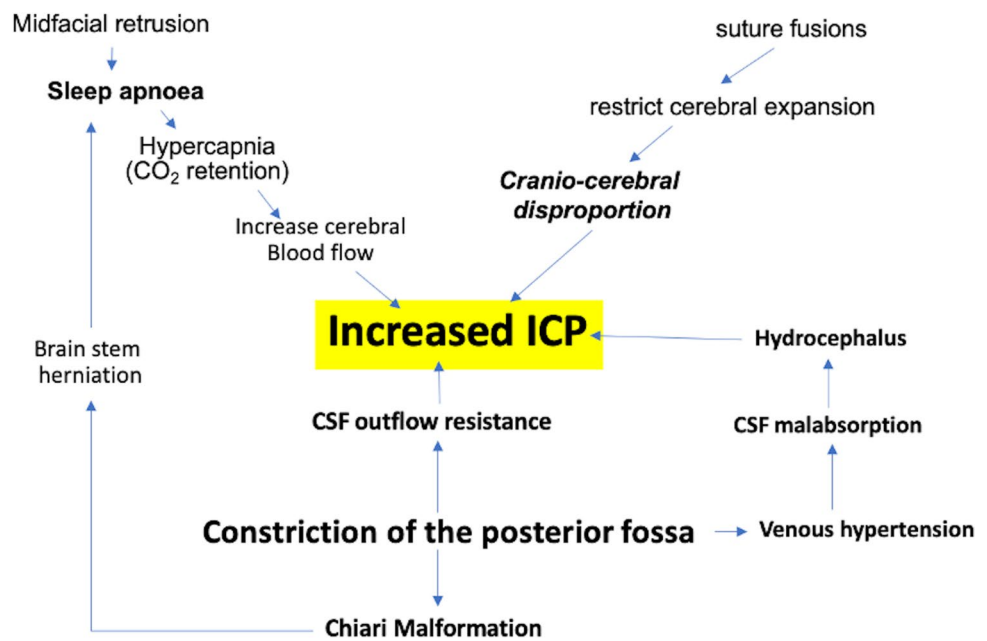 Midfacial retrusion
suture fusions
Sleep apnoea
restrict cerebral expansion
Hypercapnia
(CO₂ retention)
Cranio-cerebral
disproportion
Increase cerebral
Blood flow
Increased ICP
Hydrocephalus
Brain stem
herniation
CSF outflow resistance
CSF malabsorption
Constriction of the posterior fossa
Venous hypertension
Chiari Malformation